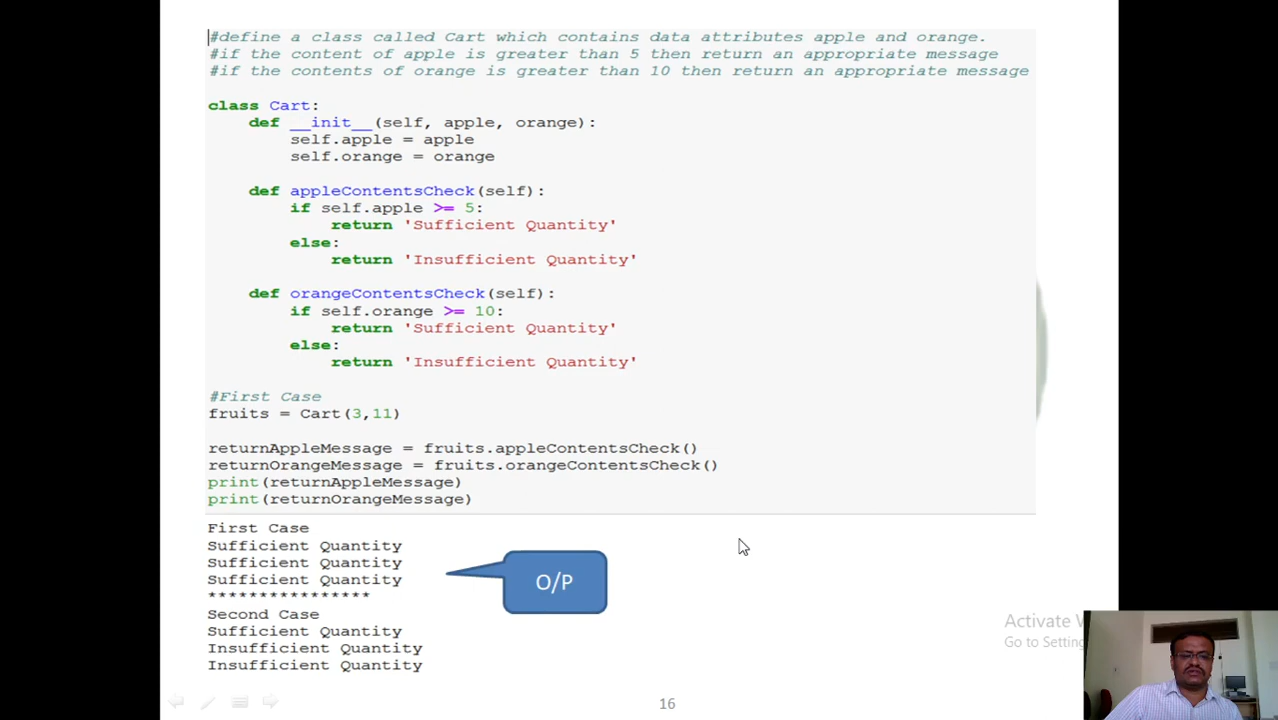 #define a class called Cart which contains data attributes apple and orange.
#if the content of apple is greater than 5 then return an appropriate message
#if the contents of orange is greater than 10 then return an appropriate message
class Cart:
    def __init__(self, apple, orange):
        self.apple = apple
        self.orange = orange
    def appleContentsCheck(self):
        if self.apple >= 5:
            return 'Sufficient Quantity'
        else:
            return 'Insufficient Quantity'
    def orangeContentsCheck(self):
        if self.orange >= 10:
            return 'Sufficient Quantity'
        else:
            return 'Insufficient Quantity'
#First Case
fruits = Cart(3,11)
returnAppleMessage = fruits.appleContentsCheck()
returnOrangeMessage = fruits.orangeContentsCheck()
print(returnAppleMessage)
print(returnOrangeMessage)
First Case
Sufficient Quantity
Sufficient Quantity
Sufficient Quantity
****************
Second Case
Sufficient Quantity
Insufficient Quantity
Insufficient Quantity
O/P
Activate
Go to Setting
16